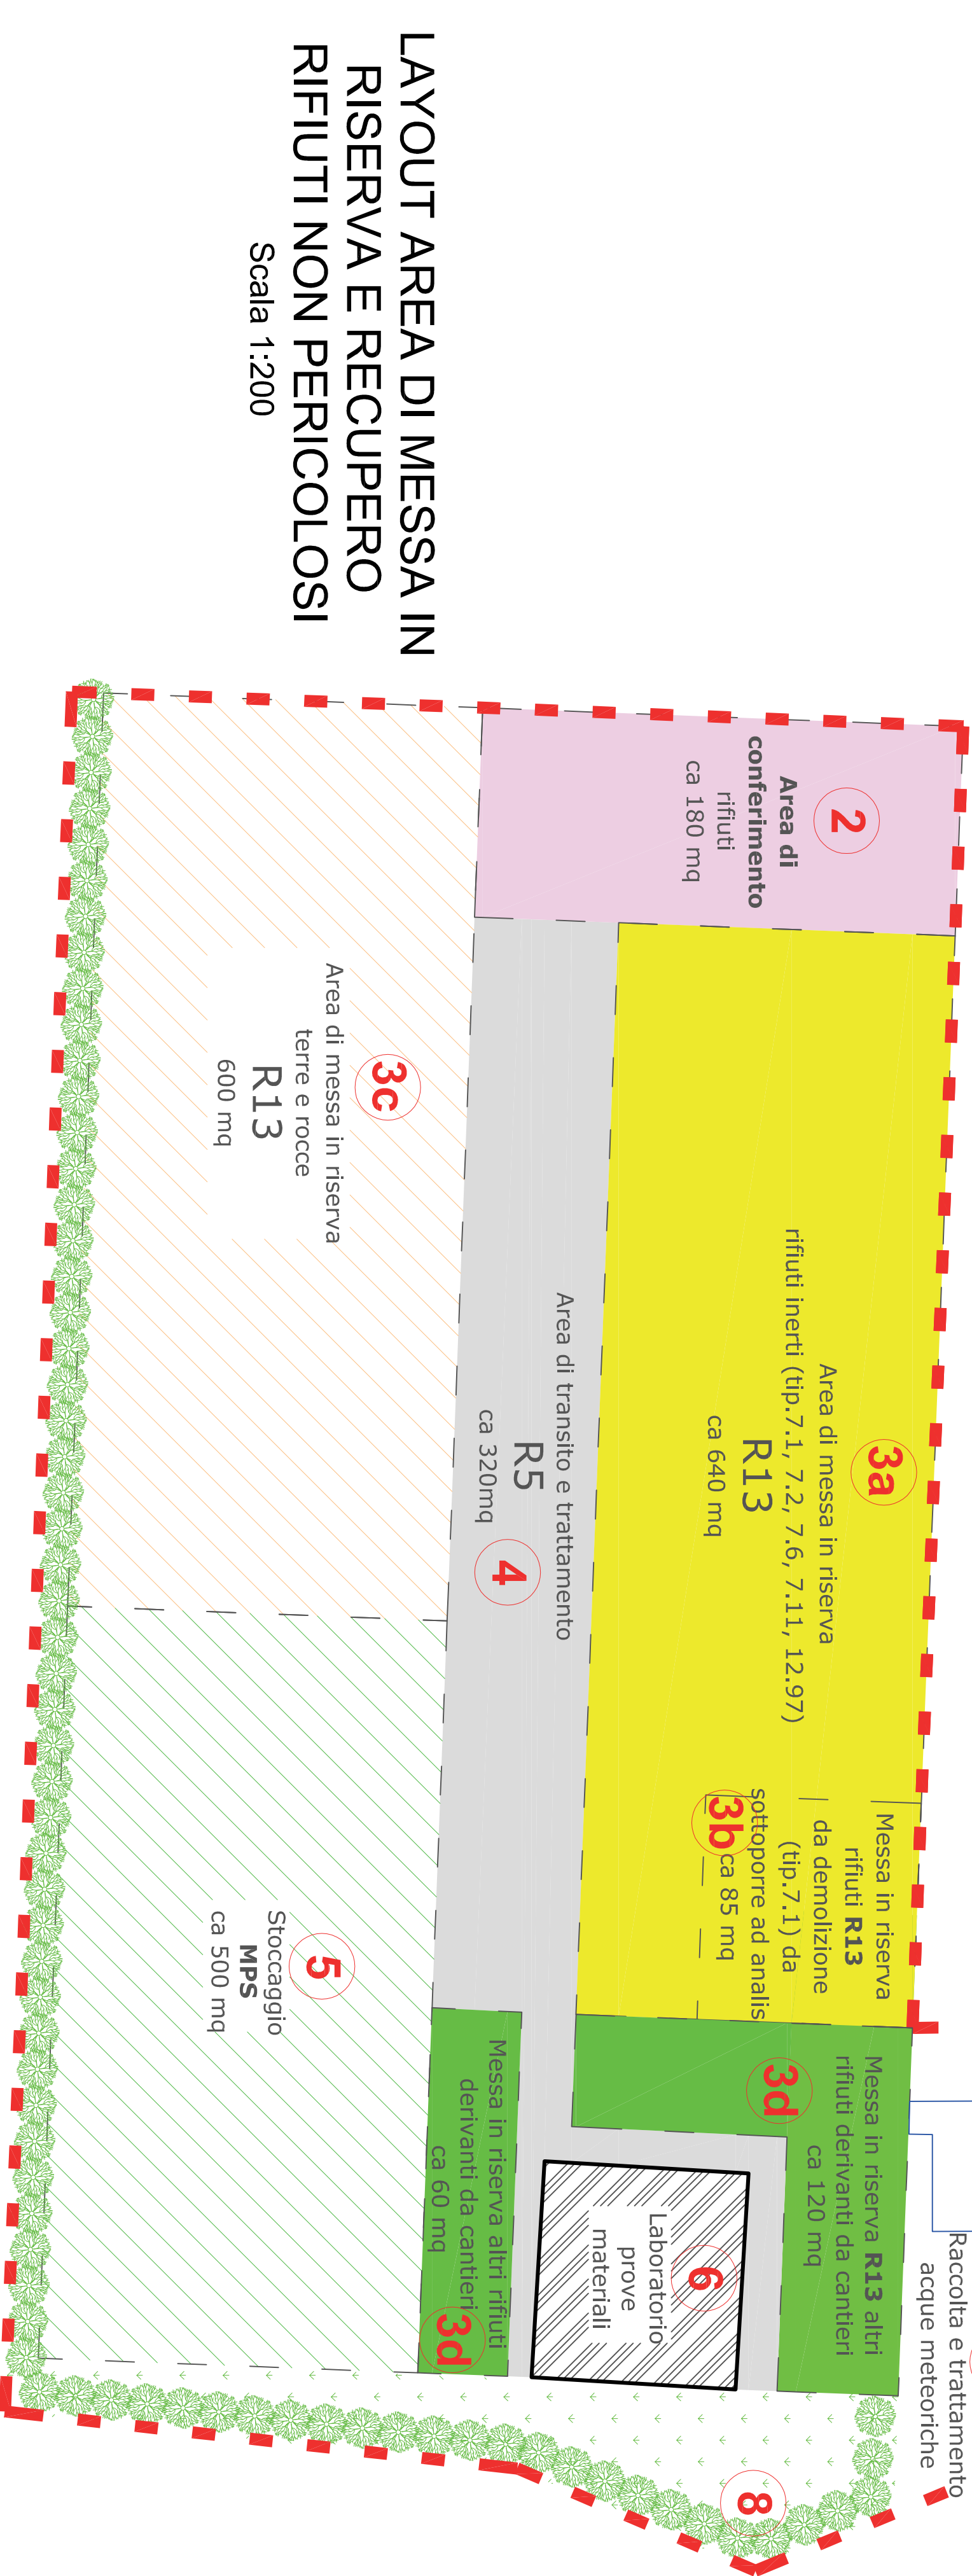 LAYOUT AREA DI MESSA IN
RISERVA E RECUPERO
RIFIUTI NON PERICOLOSI
Scala 1:200
2
Area di
conferimento
rifiuti
ca 180 mq
3a
Area di messa in riserva
rifiuti inerti (tip.7.1, 7.2, 7.6, 7.11, 12.97)
R13
ca 640 mq
Messa in riserva
rifiuti R13
da demolizione
(tip.7.1) da
sottoporre ad analis
3b
ca 85 mq
3c
Area di messa in riserva
terre e rocce
R13
600 mq
Area di transito e trattamento
R5
ca 320mq
4
5
Stoccaggio
MPS
ca 500 mq
Messa in riserva R13 altri
rifiuti derivanti da cantieri
ca 120 mq
3d
Messa in riserva altri rifiuti
derivanti da cantieri
ca 60 mq
3d
6
Laboratorio
prove
materiali
Raccolta e trattamento
acque meteoriche
8